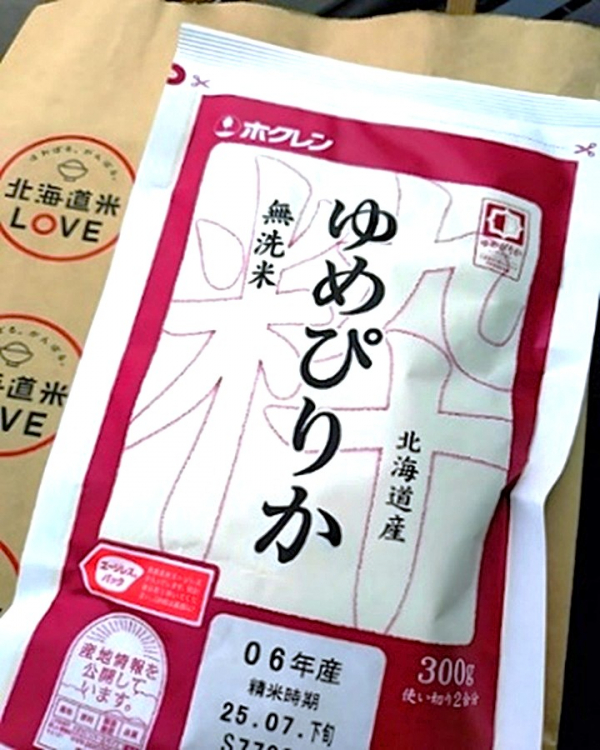 ホクレン
無洗米
ゆめぴりか
北海道産
北海道米
LOVE
道米
VE
エージレス®
パック
産地情報を
公開して
います。
06年産
精米時期
25.07.下旬
300g
使い切り2合分